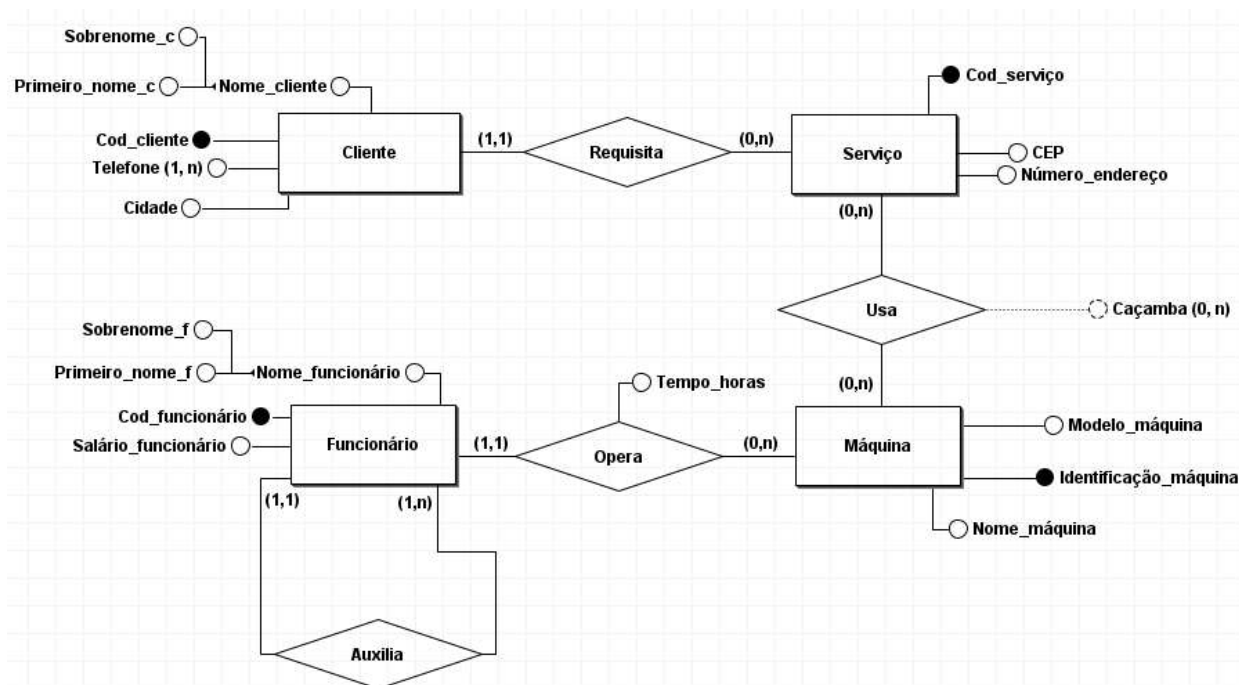 Sobrenome_c
Primeiro_nome_c
Nome_cliente
Cod_cliente
Telefone (1, n)
Cidade
Cliente
(1,1)
Requisita
(0,n)
Serviço
Cod_serviço
CEP
Número_endereço
(0,n)
Usa
Caçamba (0, n)
(0,n)
Sobrenome_f
Primeiro_nome_f
Nome_funcionário
Cod_funcionário
Salário_funcionário
Funcionário
(1,1)
Tempo_horas
Opera
(0,n)
Máquina
Modelo_máquina
Identificação_máquina
Nome_máquina
(1,1)
(1,n)
Auxilia